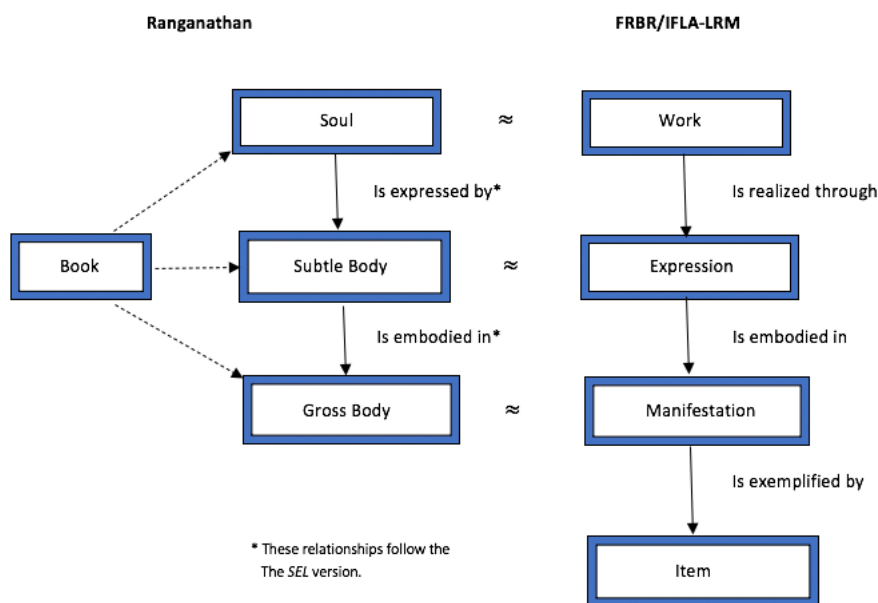 Ranganathan
FRBR/IFLA-LRM
Soul
≈
Work
Is expressed by*
Is realized through
Book
Subtle Body
≈
Expression
Is embodied in*
Is embodied in
Gross Body
≈
Manifestation
Is exemplified by
* These relationships follow the
The SEL version.
Item